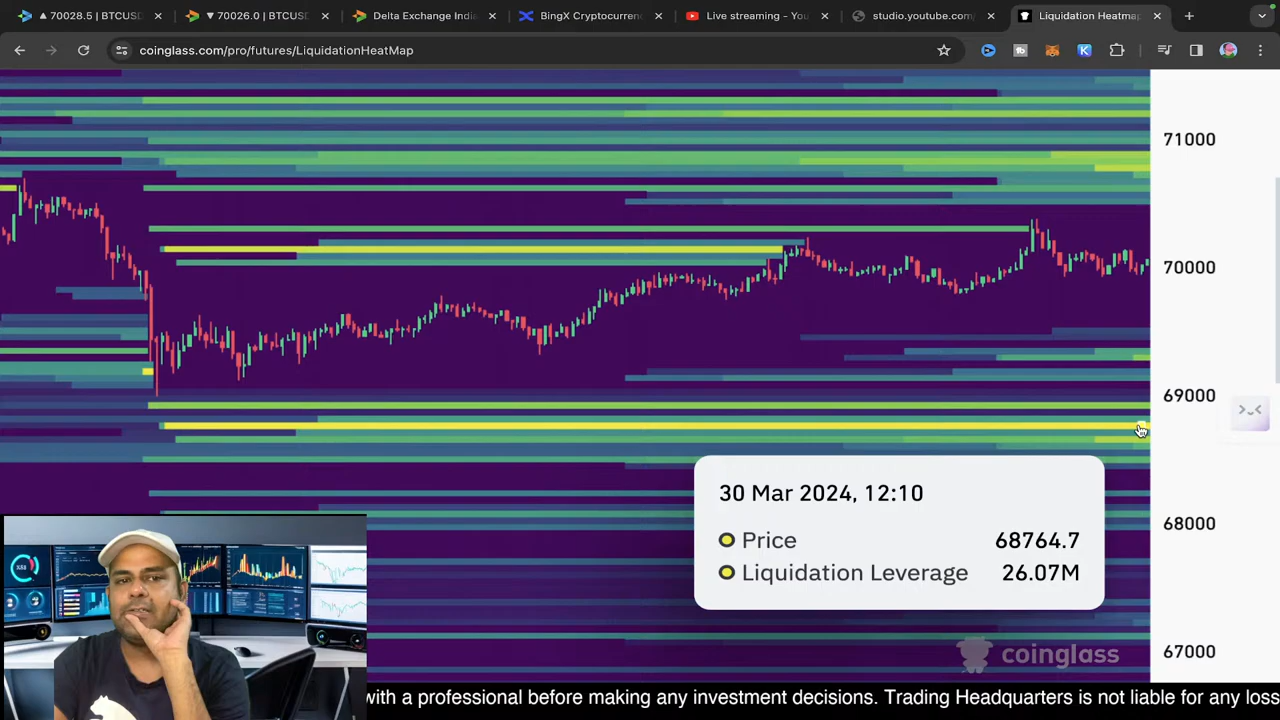 ▲ 70028.5 | BTCUSD
▼ 70026.0 | BTCUSD
Delta Exchange Indi
BingX Cryptocurrenc
Live streaming - You
studio.youtube.com/
Liquidation Heatmap
coinglass.com/pro/futures/LiquidationHeatMap
71000
70000
69000
30 Mar 2024, 12:10
68000
Price 68764.7
Liquidation Leverage 26.07M
67000
coinglass
with a professional before making any investment decisions. Trading Headquarters is not liable for any loss